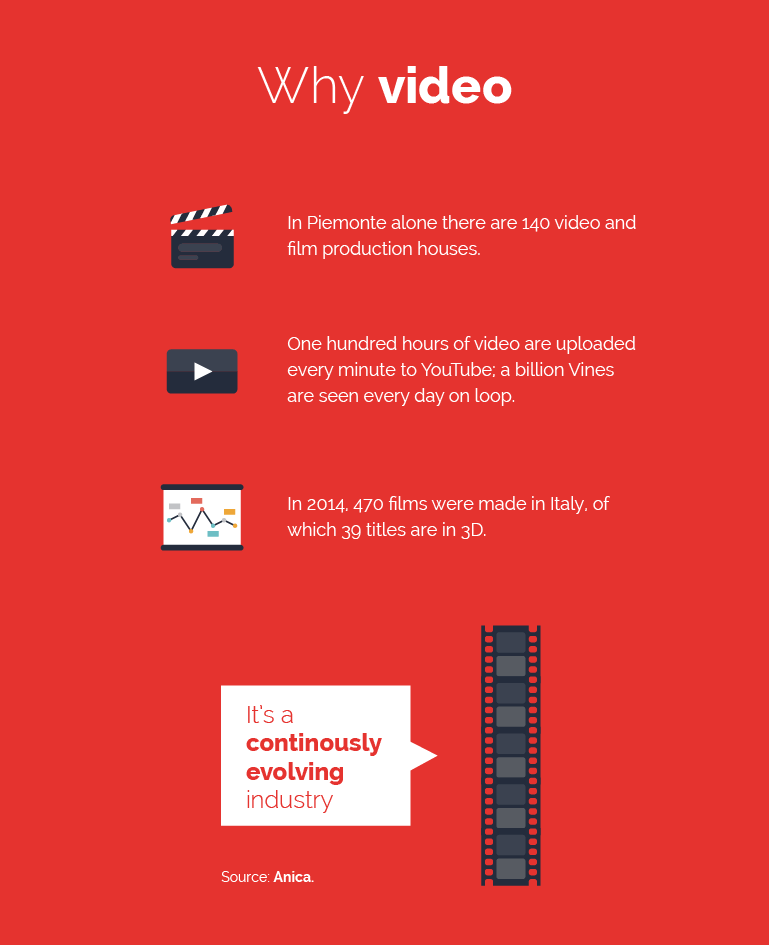 Why video
In Piemonte alone there are 140 video and
film production houses.
One hundred hours of video are uploaded
every minute to YouTube; a billion Vines
are seen every day on loop.
In 2014, 470 films were made in Italy, of
which 39 titles are in 3D.
It's a
continously
evolving
industry
Source: Anica.